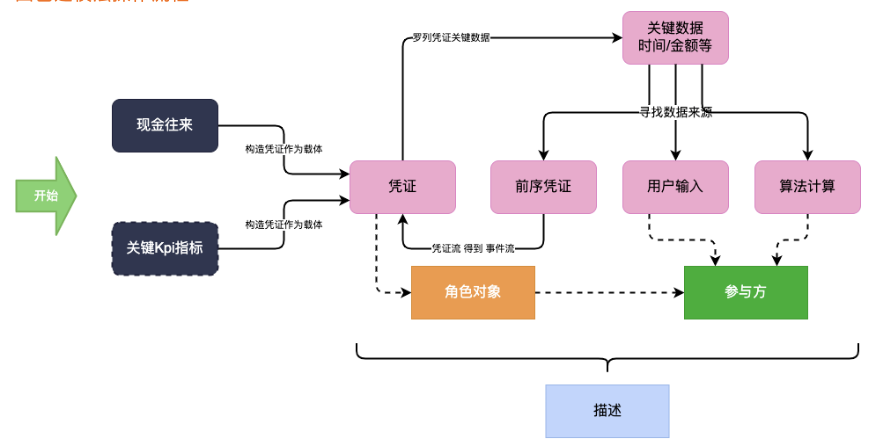 关键数据
时间/金额等
罗列凭证关键数据
寻找数据来源
现金往来
构造凭证作为载体
开始
凭证
前序凭证
用户输入
算法计算
关键Kpi指标
构造凭证作为载体
凭证流 得到 事件流
角色对象
参与方
描述